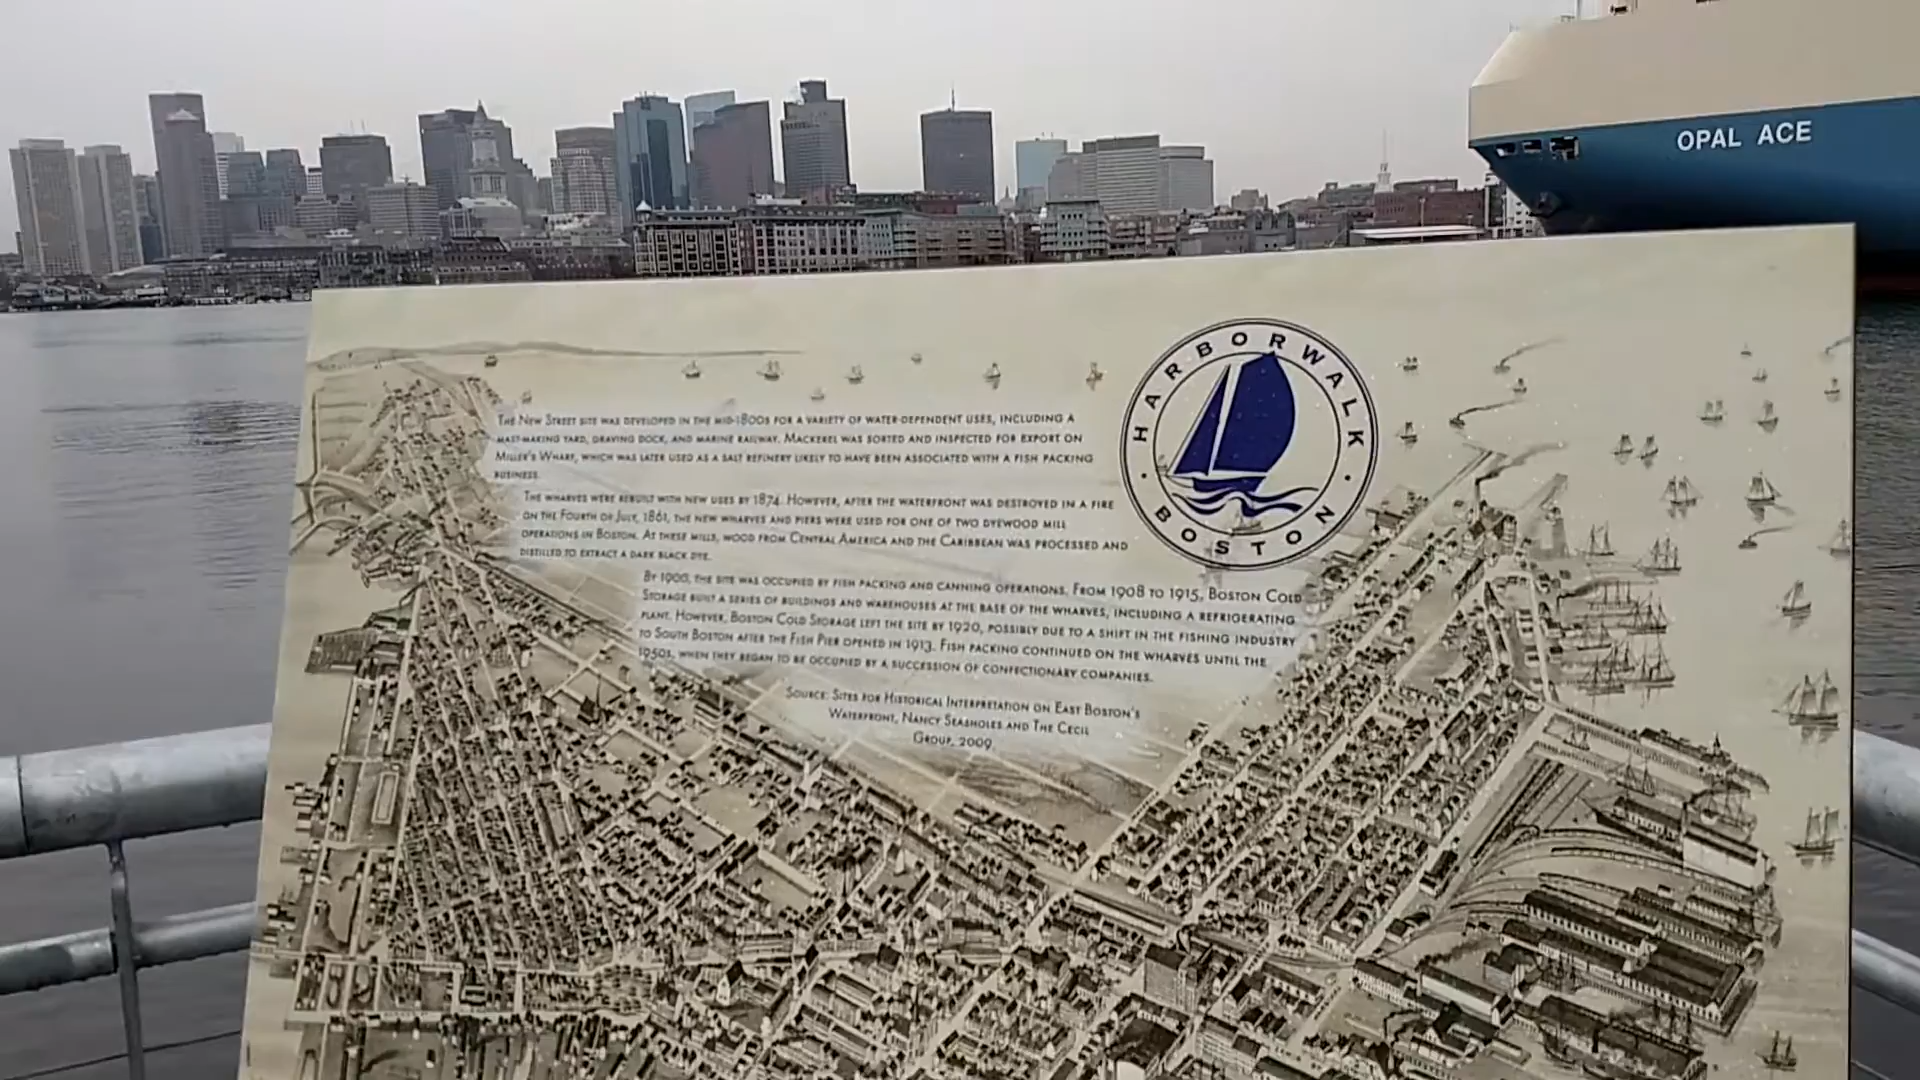 OPAL ACE
HARBORWALK
BOSTON
THE NEW STREET SITE WAS DEVELOPED IN THE MID-1800S FOR A VARIETY OF WATER-DEPENDENT USES, INCLUDING A
MAST-MAKING YARD, GRAVING DOCK, AND MARINE RAILWAY. MACKEREL WAS SORTED AND INSPECTED FOR EXPORT ON
MILLER'S WHARF, WHICH WAS LATER USED AS A SALT REFINERY LIKELY TO HAVE BEEN ASSOCIATED WITH A FISH PACKING
BUSINESS.
THE WHARVES WERE REBUILT WITH NEW USES BY 1874. HOWEVER, AFTER THE WATERFRONT WAS DESTROYED IN A FIRE
ON THE FOURTH OF JULY, 1861, THE NEW WHARVES AND PIERS WERE USED FOR ONE OF TWO DYEWOOD MILL
OPERATIONS IN BOSTON. AT THESE MILLS, WOOD FROM CENTRAL AMERICA AND THE CARIBBEAN WAS PROCESSED AND
DISTILLED TO EXTRACT A DARK BLACK DYE.
BY 1900, THE SITE WAS OCCUPIED BY FISH PACKING AND CANNING OPERATIONS. FROM 1908 TO 1915, BOSTON COLD
STORAGE BUILT A SERIES OF BUILDINGS AND WAREHOUSES AT THE BASE OF THE WHARVES, INCLUDING A REFRIGERATING
PLANT. HOWEVER, BOSTON COLD STORAGE LEFT THE SITE BY 1920, POSSIBLY DUE TO A SHIFT IN THE FISHING INDUSTRY
TO SOUTH BOSTON AFTER THE FISH PIER OPENED IN 1913. FISH PACKING CONTINUED ON THE WHARVES UNTIL THE
1950S, WHEN THEY BEGAN TO BE OCCUPIED BY A SUCCESSION OF CONFECTIONARY COMPANIES.
SOURCE: SITES FOR HISTORICAL INTERPRETATION ON EAST BOSTON'S
WATERFRONT, NANCY SEASHOLES AND THE CECIL
GROUP, 2009